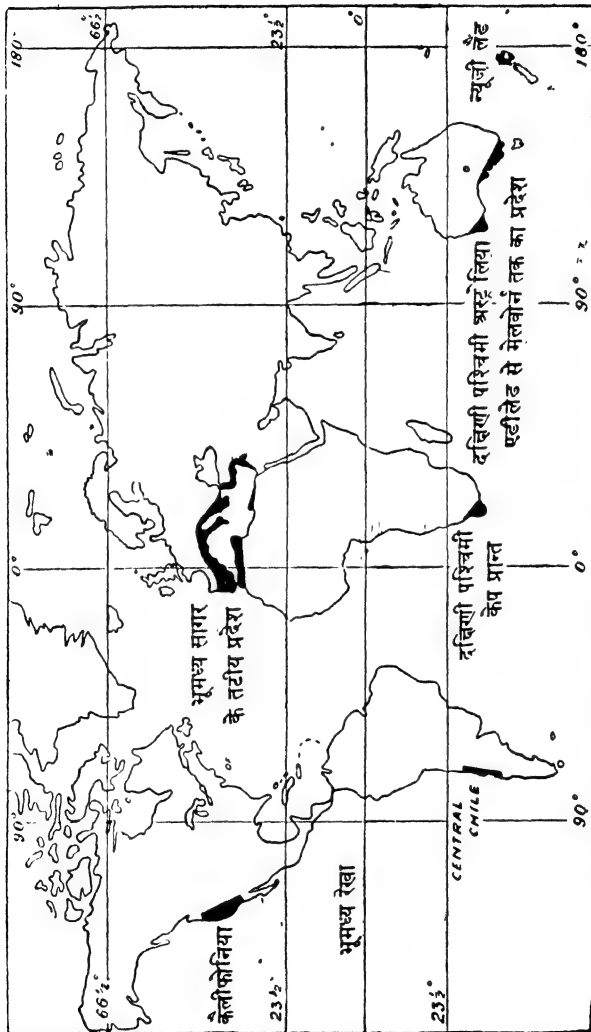 90° 0° 90° 180°
66½° 66½°
भूमध्य सागर
के तटीय प्रदेश
कैलीफोनिया
23½° 23½°
भूमध्य रेखा 0°
23½°
CENTRAL
CHILE
दक्षिणी पश्चिमी
केप प्रान्त
दक्षिणी पश्चिमी अस्ट्रेलिया
एडीलेड से मेलबोर्न तक का प्रदेश
न्यूज़ी लैंड
90° 0° 90° 180°